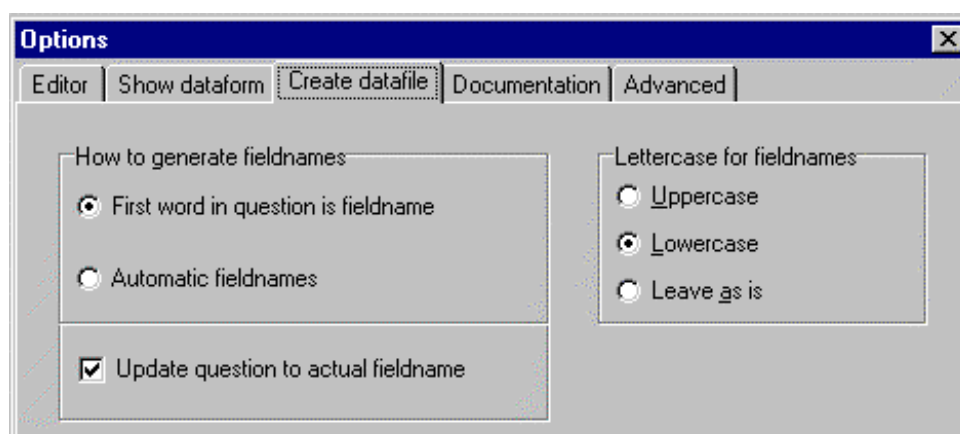 Options
Editor Show dataform Create datafile Documentation Advanced
How to generate fieldnames
First word in question is fieldname
Automatic fieldnames
Update question to actual fieldname
Lettercase for fieldnames
Uppercase
Lowercase
Leave as is